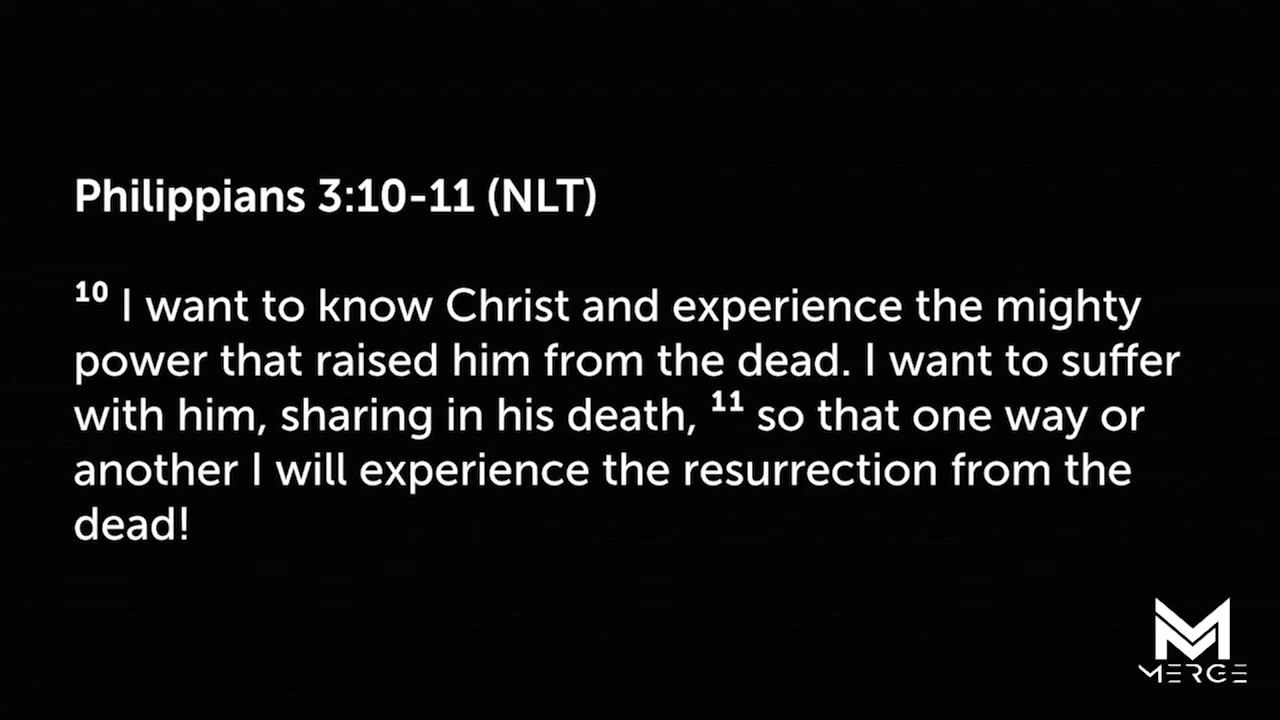 Philippians 3:10-11 (NLT)
10 I want to know Christ and experience the mighty
power that raised him from the dead. I want to suffer
with him, sharing in his death, 11 so that one way or
another I will experience the resurrection from the
dead!
MERGE